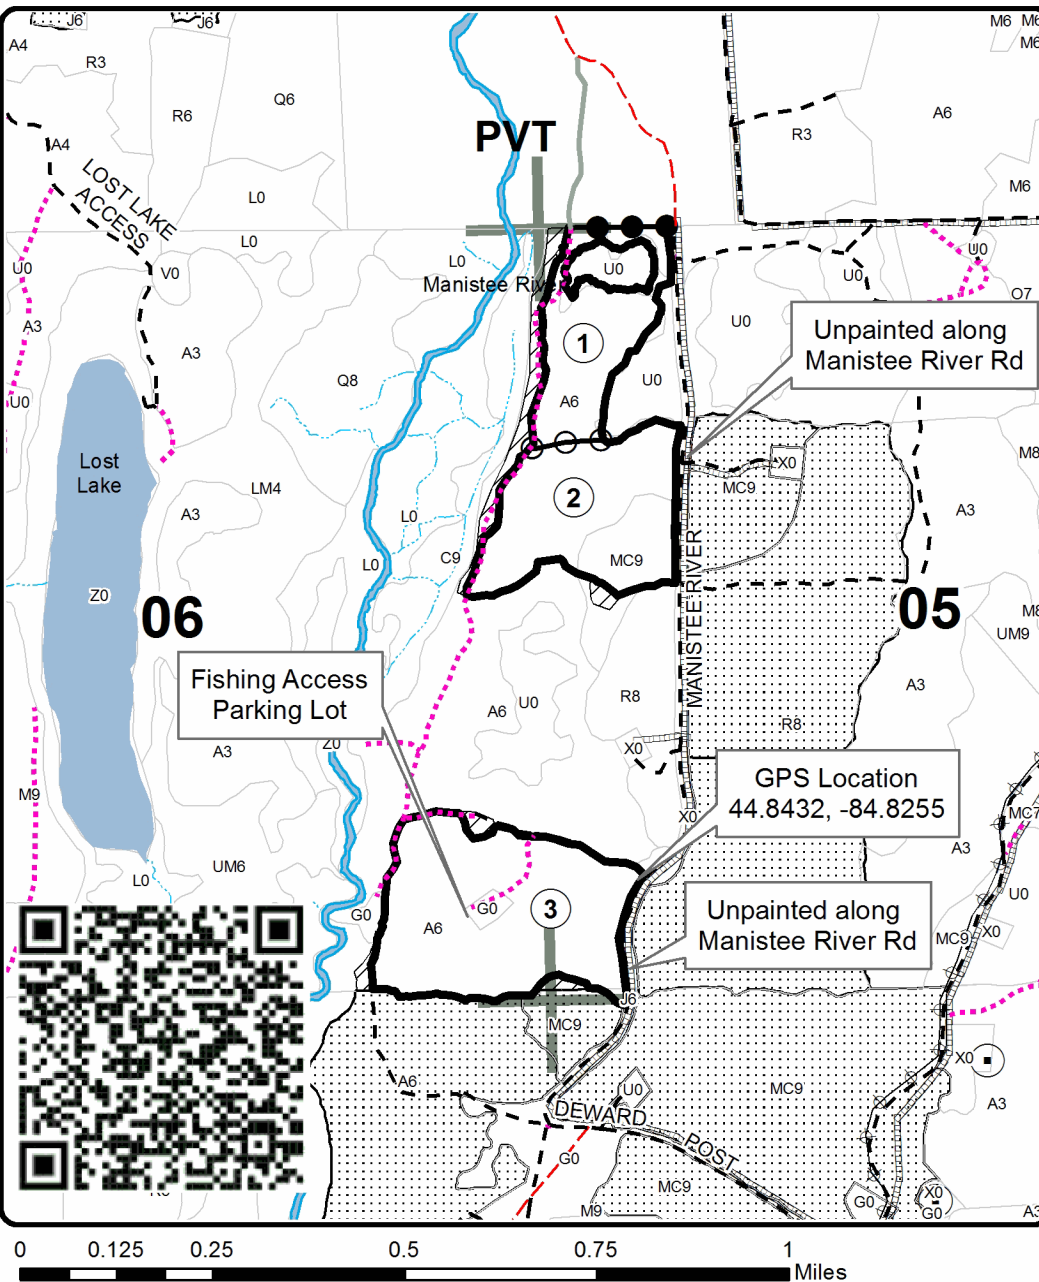 J6
J6
M6
M6
A4
M6
R3
Q6
A6
R6
R3
PVT
A4
LOST LAKE
ACCESS
M6
L0
L0
U0
L0
U0
V0
U0
U0
Manistee River
O7
A3
U0
Unpainted along
Manistee River Rd
1
A3
Q8
U0
U0
A6
M8
Lost
Lake
X0
LM4
MC9
2
A3
L0
A3
C9
MC9
L0
MANISTEE RIVER
Z0
06
05
M8
UM9
Fishing Access
Parking Lot
A3
R8
A6
U0
R8
Z0
X0
A3
GPS Location
44.8432, -84.8255
M9
X0
MC7
A3
UM6
L0
U0
G0
G0
3
Unpainted along
Manistee River Rd
A6
X0
MC9
J6
MC9
X0
A6
U0
MC9
A3
DEWARD
POST
G0
MC9
X0
G0
G0
M9
A3
0
0.125
0.25
0.5
0.75
1
Miles